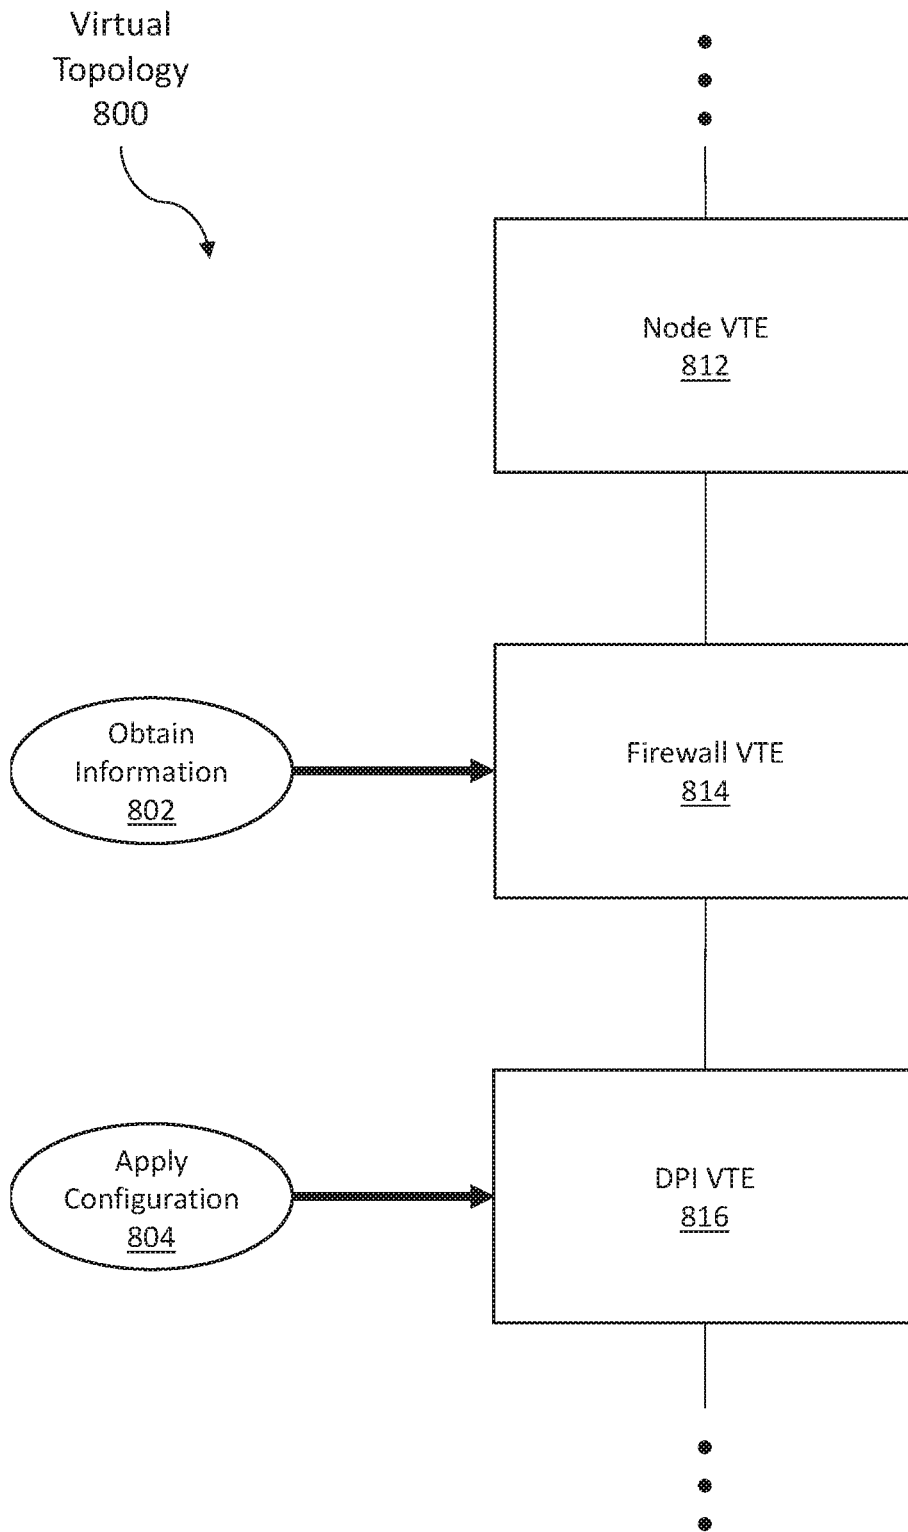 Virtual
Topology
800
Node VTE
812
Obtain
Information
802
Firewall VTE
814
Apply
Configuration
804
DPI VTE
816